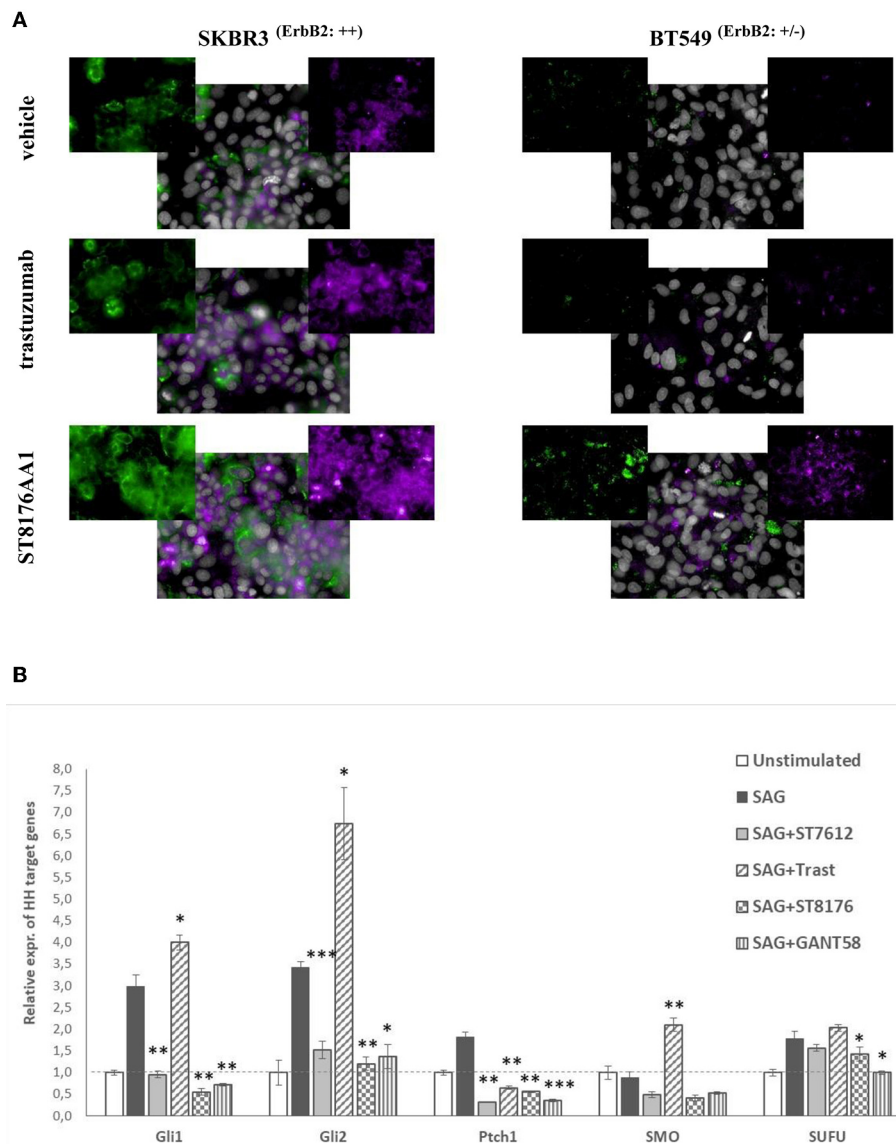 A
SKBR3 (ErbB2: ++)
BT549 (ErbB2: +/-)
vehicle
trastuzumab
ST8176AA1
B
Relative expr. of HH target genes
8,0
7,5
7,0
6,5
6,0
5,5
5,0
4,5
4,0
3,5
3,0
2,5
2,0
1,5
1,0
0,5
0,0
Unstimulated
SAG
SAG+ST7612
SAG+Trast
SAG+ST8176
SAG+GANT58
** * ** **
*** * ** *
** ** ** ***
**
* *
Gli1
Gli2
Ptch1
SMO
SUFU